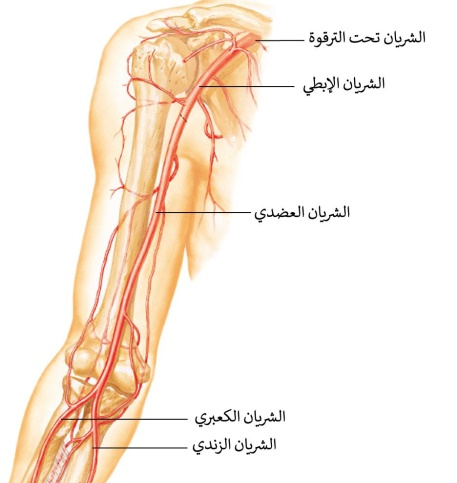 الشريان تحت الترقوة
الشريان الإبطي
الشريان العضدي
الشريان الكعبري
الشريان الزندي